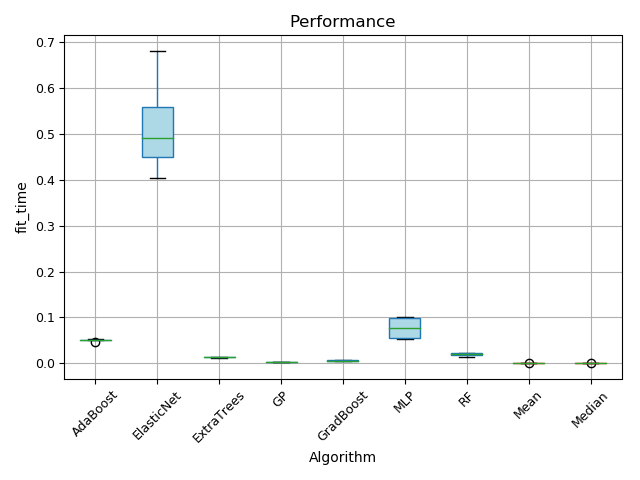 Performance
0.7
0.6
0.5
0.4
0.3
0.2
0.1
0.0
fit_time
AdaBoost
ElasticNet
ExtraTrees
GP
GradBoost
MLP
RF
Mean
Median
Algorithm